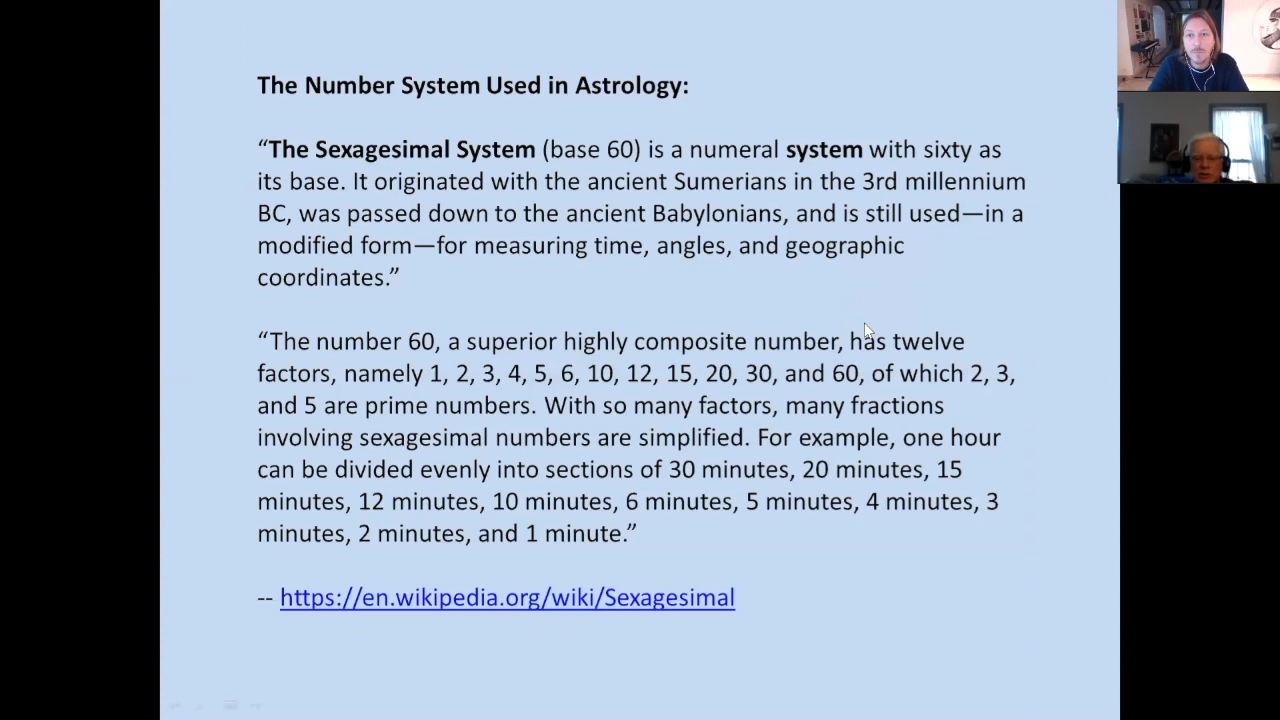 The Number System Used in Astrology:
“The Sexagesimal System (base 60) is a numeral system with sixty as
its base. It originated with the ancient Sumerians in the 3rd millennium
BC, was passed down to the ancient Babylonians, and is still used—in a
modified form—for measuring time, angles, and geographic
coordinates.”
“The number 60, a superior highly composite number, has twelve
factors, namely 1, 2, 3, 4, 5, 6, 10, 12, 15, 20, 30, and 60, of which 2, 3,
and 5 are prime numbers. With so many factors, many fractions
involving sexagesimal numbers are simplified. For example, one hour
can be divided evenly into sections of 30 minutes, 20 minutes, 15
minutes, 12 minutes, 10 minutes, 6 minutes, 5 minutes, 4 minutes, 3
minutes, 2 minutes, and 1 minute.”
-- https://en.wikipedia.org/wiki/Sexagesimal